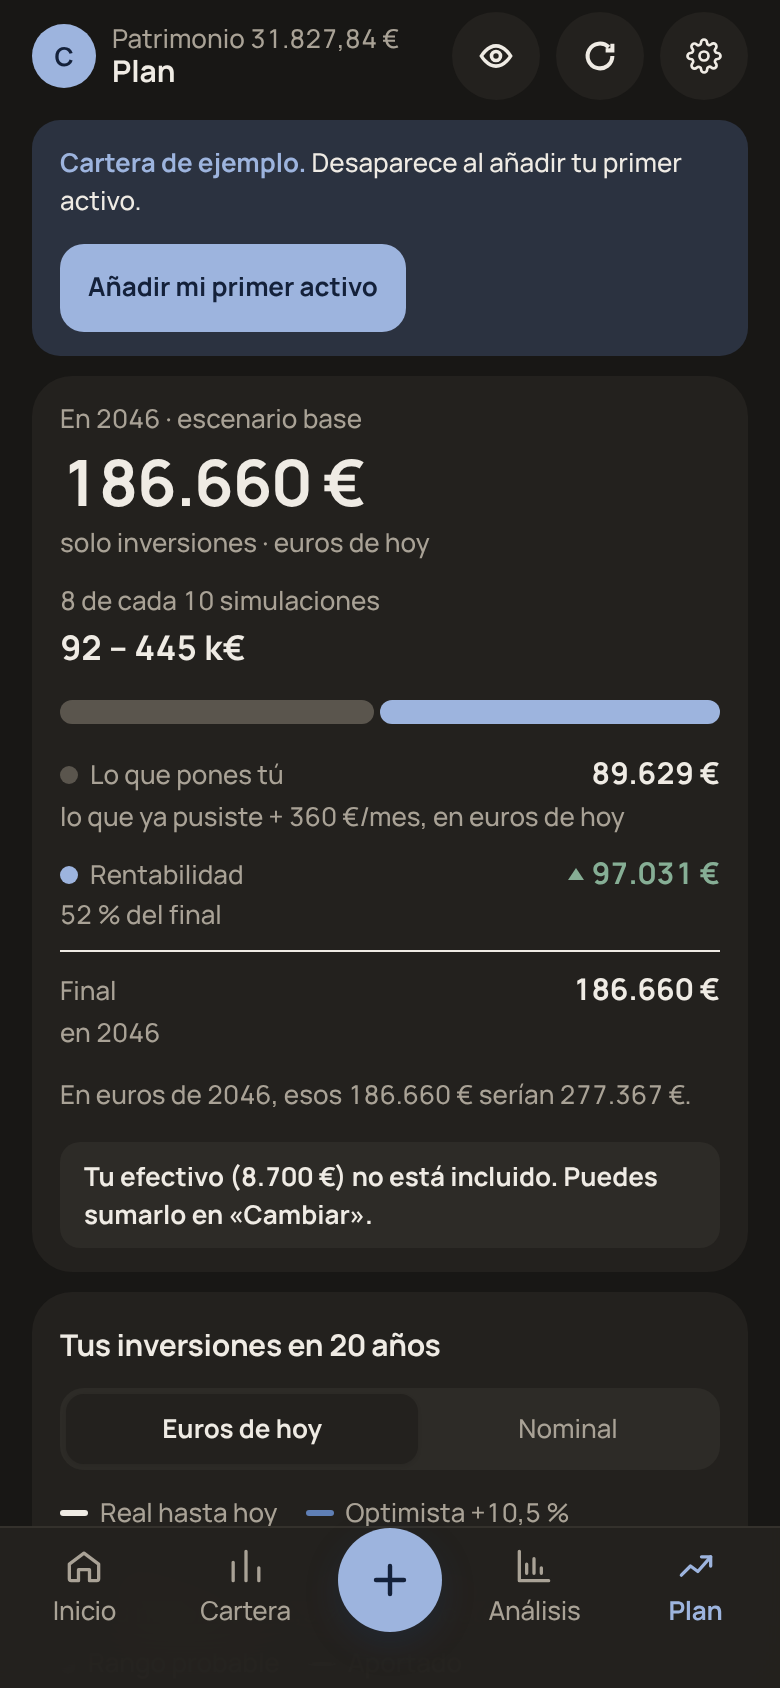 C
Patrimonio 31.827,84 €
Plan
Cartera de ejemplo. Desaparece al añadir tu primer
activo.
Añadir mi primer activo
En 2046 · escenario base
186.660 €
solo inversiones · euros de hoy
8 de cada 10 simulaciones
92 – 445 k€
Lo que pones tú 89.629 €
lo que ya pusiste + 360 €/mes, en euros de hoy
Rentabilidad ▲ 97.031 €
52 % del final
Final 186.660 €
en 2046
En euros de 2046, esos 186.660 € serían 277.367 €.
Tu efectivo (8.700 €) no está incluido. Puedes
sumarlo en «Cambiar».
Tus inversiones en 20 años
Euros de hoy Nominal
Real hasta hoy Optimista +10,5 %
Inicio Cartera + Análisis Plan